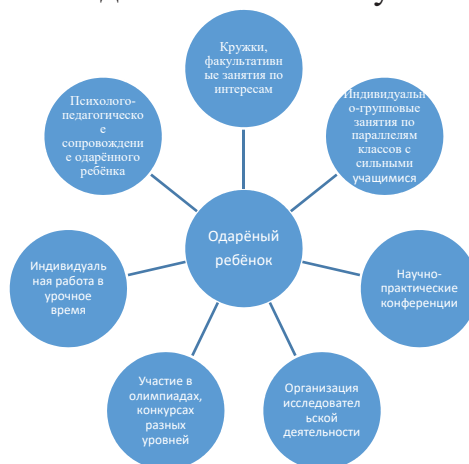 Кружки,
факультативн
ые занятия по
интересам
Индивидуальн
о-групповые
занятия по
параллелям
классов с
сильными
учащимися
Научно-
практические
конференции
Организация
исследовател
ьской
деятельности
Участие в
олимпиадах,
конкурсах
разных
уровней
Индивидуаль
ная работа в
урочное
время
Психолого-
педагогическо
е
сопровождени
е одарённого
ребёнка
Одарёный
ребёнок